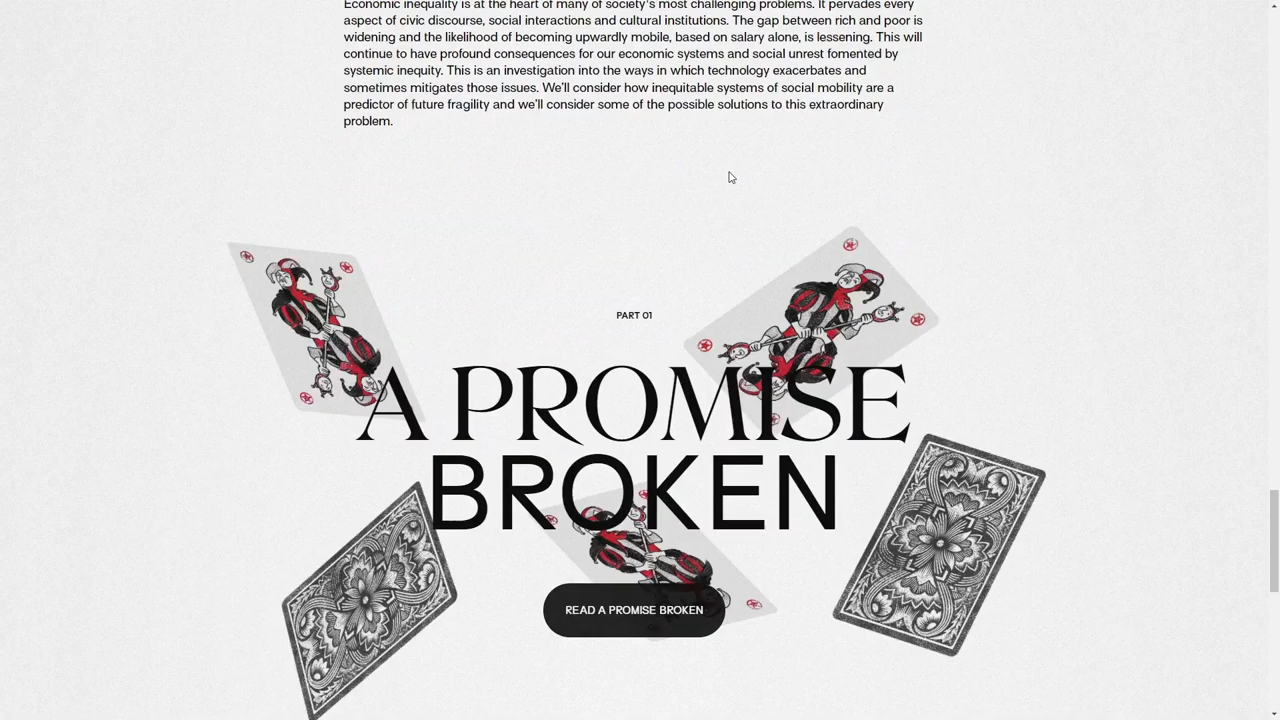 Economic inequality is at the heart of many of society's most challenging problems. It pervades every
aspect of civic discourse, social interactions and cultural institutions. The gap between rich and poor is
widening and the likelihood of becoming upwardly mobile, based on salary alone, is lessening. This will
continue to have profound consequences for our economic systems and social unrest fomented by
systemic inequity. This is an investigation into the ways in which technology exacerbates and
sometimes mitigates those issues. We'll consider how inequitable systems of social mobility are a
predictor of future fragility and we'll consider some of the possible solutions to this extraordinary
problem.
PART 01
A PROMISE
BROKEN
READ A PROMISE BROKEN